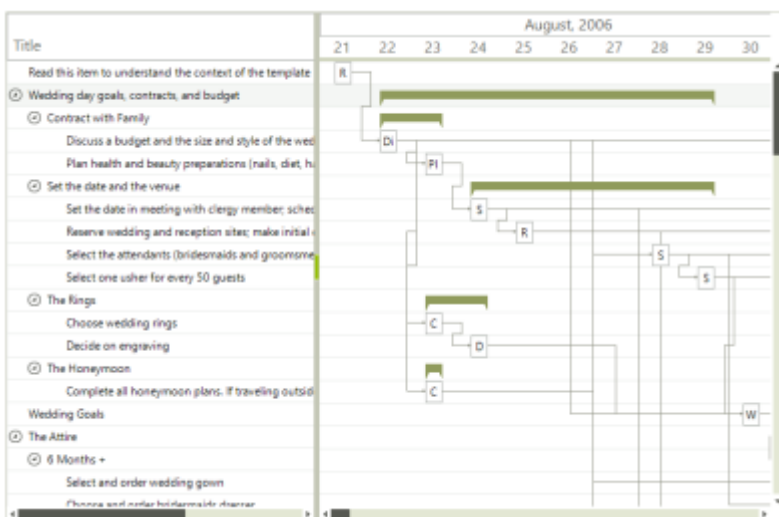 August, 2006
Title
21 22 23 24 25 26 27 28 29 30
Read this item to understand the context of the template
R
Wedding day goals, contracts, and budget
Contract with Family
Discuss a budget and the size and style of the wed
Di
Plan health and beauty preparations (nails, diet, h
Pl
Set the date and the venue
Set the date in meeting with clergy member; sched
S
Reserve wedding and reception sites; make initial
R
Select the attendants (bridesmaids and groomsme
S
Select one usher for every 50 guests
S
The Rings
Choose wedding rings
C
Decide on engraving
D
The Honeymoon
Complete all honeymoon plans. If traveling outsid
C
Wedding Goals
W
The Attire
6 Months +
Select and order wedding gown
Choose and order bridesmaids dresses